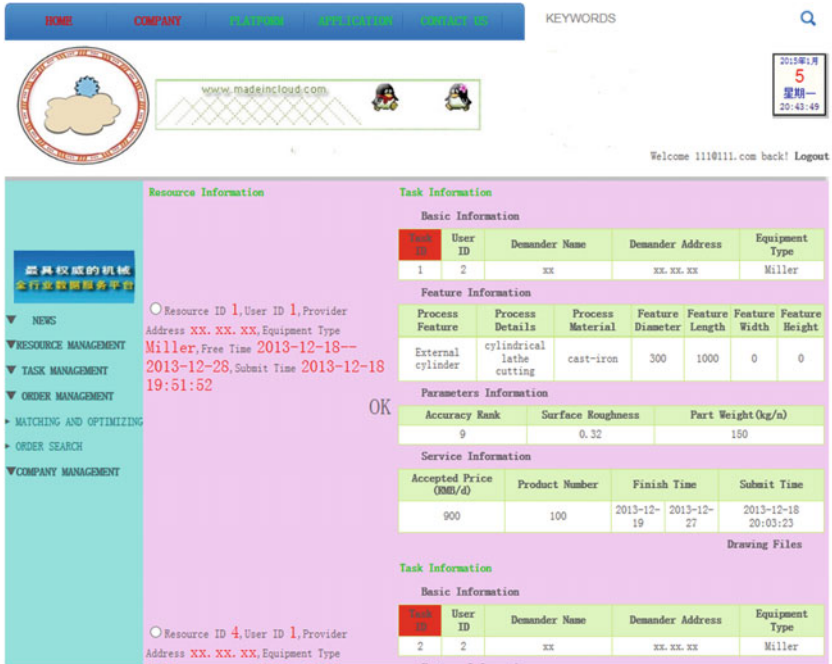 HOME COMPANY PLATFORM APPLICATION CONTACT US KEYWORDS
www.madeincloud.com
2015年1月
5
星期一
20:43:49
Welcome 111@111.com back! Logout
最具权威的机械
全行业数据服务平台
▼ NEWS
▼RESOURCE MANAGEMENT
▼ TASK MANAGEMENT
▼ ORDER MANAGEMENT
► MATCHING AND OPTIMIZING
► ORDER SEARCH
▼COMPANY MANAGEMENT
Resource Information
Resource ID 1,User ID 1,Provider
Address xx. xx. xx,Equipment Type
Miller,Free Time 2013-12-18--
2013-12-28,Submit Time 2013-12-18
19:51:52
OK
Task Information
Basic Information
Task ID User ID Demander Name Demander Address Equipment Type
1 2 xx xx. xx. xx Miller
Feature Information
Process Feature Process Details Process Material Feature Diameter Feature Length Feature Width Feature Height
External cylinder cylindrical lathe cutting cast-iron 300 1000 0 0
Parameters Information
Accuracy Rank Surface Roughness Part Weight(kg/n)
9 0.32 150
Service Information
Accepted Price (RMB/d) Product Number Finish Time Submit Time
900 100 2013-12-19 2013-12-27 2013-12-18 20:03:23
Drawing Files
Resource ID 4,User ID 1,Provider
Address xx. xx. xx,Equipment Type
Task Information
Basic Information
Task ID User ID Demander Name Demander Address Equipment Type
2 2 xx xx. xx. xx Miller